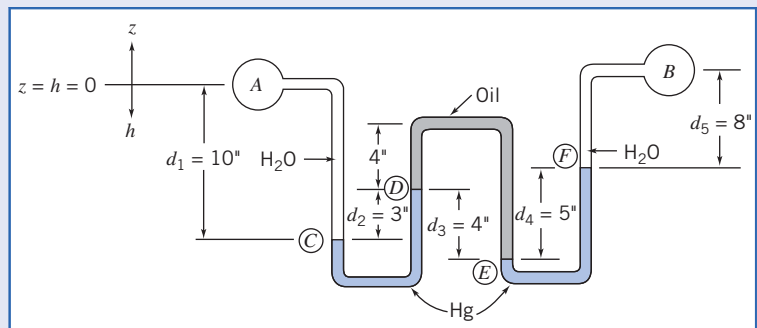 z
z = h = 0
h
A
B
Oil
d₁ = 10"
H₂O
4"
D
d₂ = 3"
d₃ = 4"
d₄ = 5"
F
H₂O
d₅ = 8"
C
E
Hg